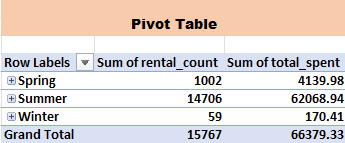 Pivot Table
Row Labels Sum of rental_count Sum of total_spent
Spring 1002 4139.98
Summer 14706 62068.94
Winter 59 170.41
Grand Total 15767 66379.33